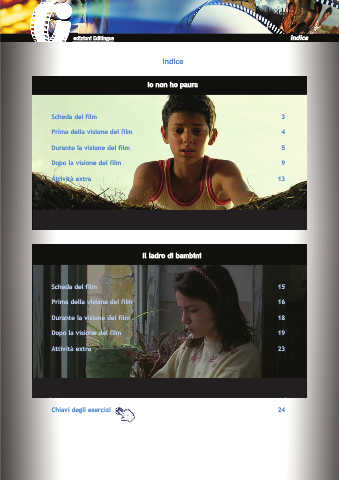 edizioni Edilingua
indice
indice
Io non ho paura
Scheda del film 3
Prima della visione del film 4
Durante la visione del film 5
Dopo la visione del film 9
Attività extra 13
Il ladro di bambini
Scheda del film 15
Prima della visione del film 16
Durante la visione del film 18
Dopo la visione del film 19
Attività extra 23
Chiavi degli esercizi 24